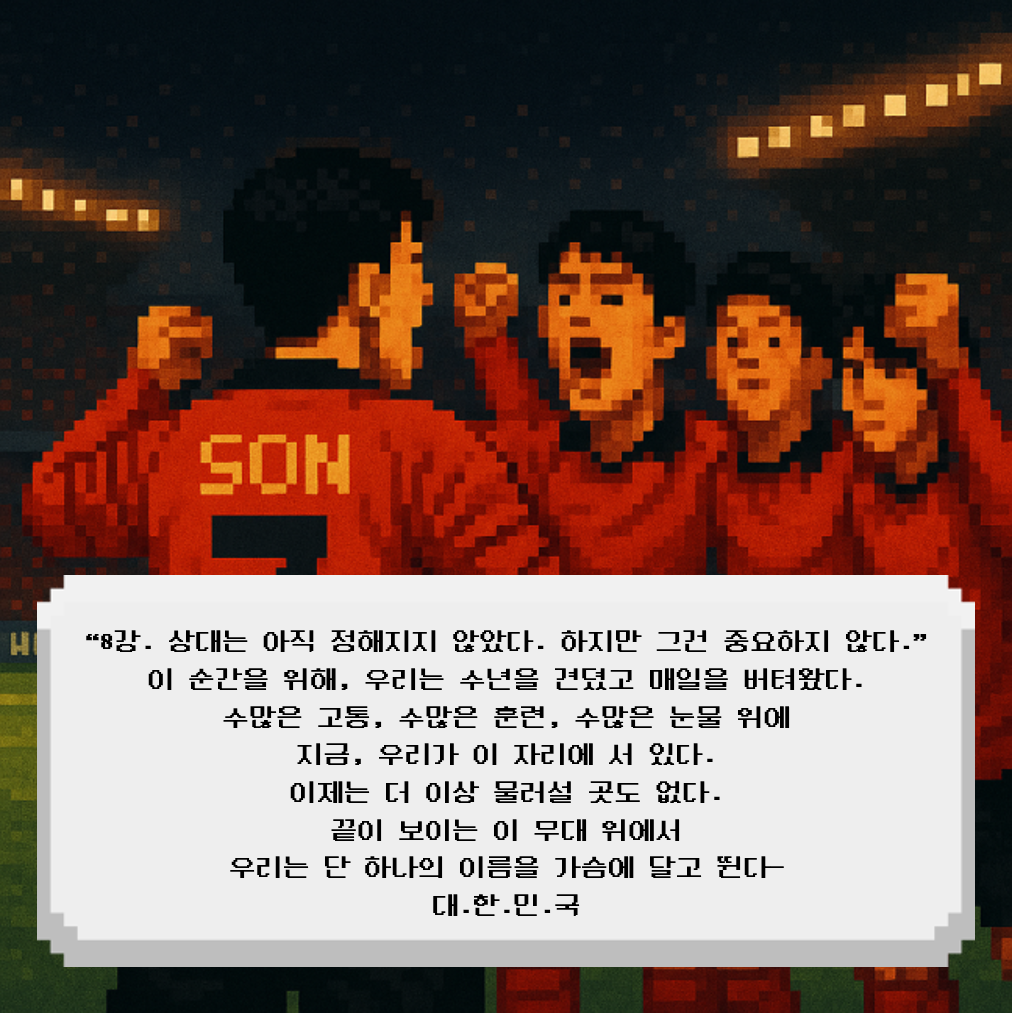 SON
7
“8강. 상대는 아직 정해지지 않았다. 하지만 그건 중요하지 않다.”
이 순간을 위해, 우리는 수년을 견뎠고 매일을 버텨왔다.
수많은 고통, 수많은 훈련, 수많은 눈물 위에
지금, 우리가 이 자리에 서 있다.
이제는 더 이상 물러설 곳도 없다.
끝이 보이는 이 무대 위에서
우리는 단 하나의 이름을 가슴에 달고 뛴다—
대.한.민.국